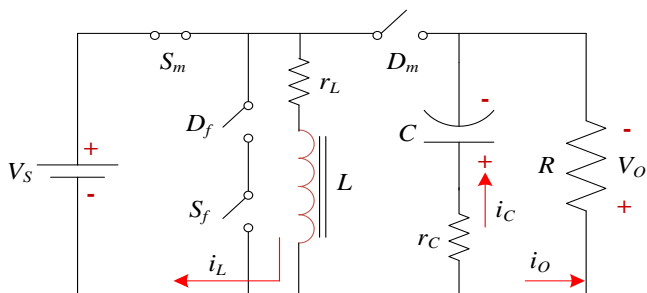 S_m
D_m
r_L
-
D_f
C
-
+
V_S
L
+
R
V_O
-
S_f
i_C
+
r_C
i_L
i_O